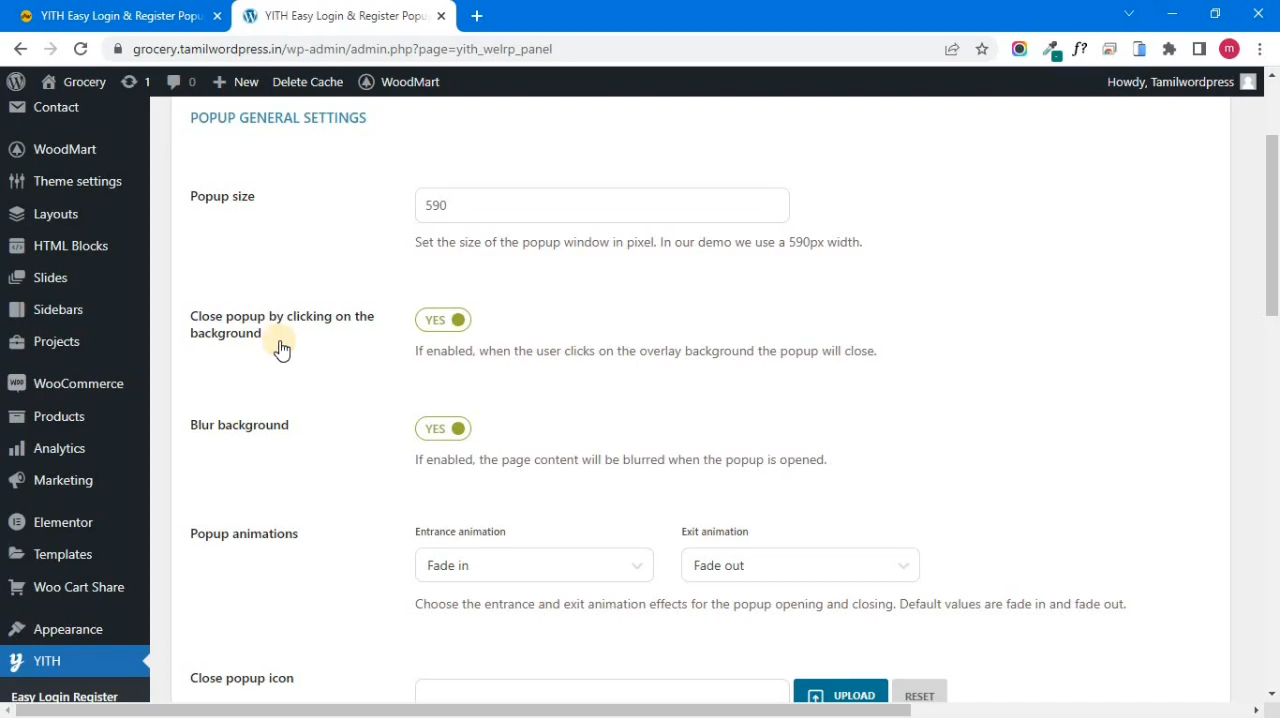 YITH Easy Login & Register Popu
YITH Easy Login & Register Popu
grocery.tamilwordpress.in/wp-admin/admin.php?page=yith_welrp_panel
f?
m
Grocery
1
0
New
Delete Cache
WoodMart
Howdy, Tamilwordpress
Contact
WoodMart
Theme settings
Layouts
HTML Blocks
Slides
Sidebars
Projects
WooCommerce
Products
Analytics
Marketing
Elementor
Templates
Woo Cart Share
Appearance
YITH
Easy Login Register
POPUP GENERAL SETTINGS
Popup size
590
Set the size of the popup window in pixel. In our demo we use a 590px width.
Close popup by clicking on the
background
YES
If enabled, when the user clicks on the overlay background the popup will close.
Blur background
YES
If enabled, the page content will be blurred when the popup is opened.
Popup animations
Entrance animation
Exit animation
Fade in
Fade out
Choose the entrance and exit animation effects for the popup opening and closing. Default values are fade in and fade out.
Close popup icon
UPLOAD
RESET